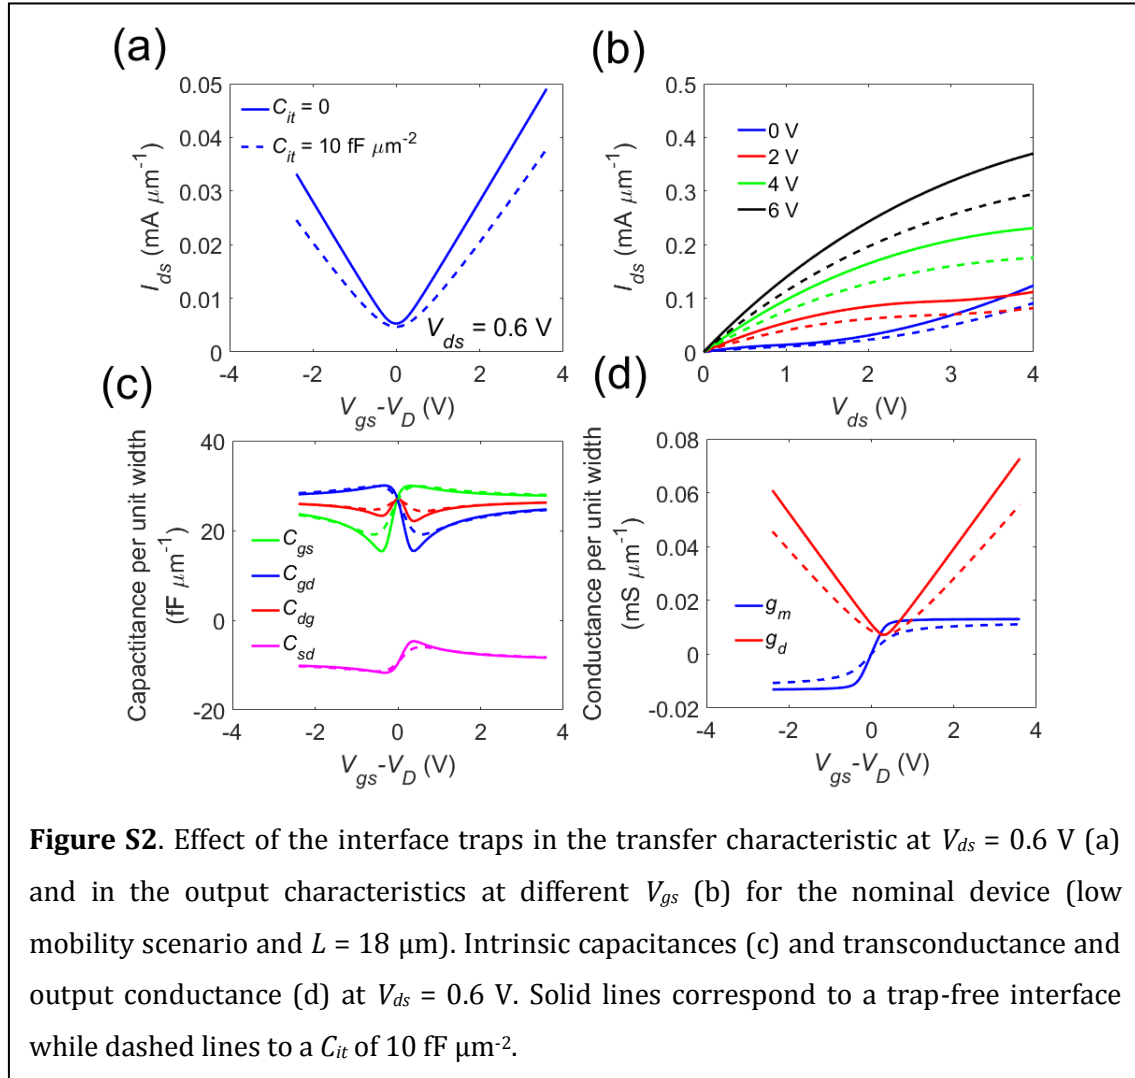 (a)
0.05
0.04
0.03
0.02
0.01
0
I_ds (mA μm⁻¹)
C_it = 0
C_it = 10 fF μm⁻²
V_ds = 0.6 V
-4 -2 0 2 4
V_gs-V_D (V)
(b)
0.5
0.4
0.3
0.2
0.1
0
I_ds (mA μm⁻¹)
0 V
2 V
4 V
6 V
0 1 2 3 4
V_ds (V)
(c)
40
20
0
-20
Capactitance per unit width
(fF μm⁻¹)
C_gs
C_gd
C_dg
C_sd
-4 -2 0 2 4
V_gs-V_D (V)
(d)
0.08
0.06
0.04
0.02
0
-0.02
Conductance per unit width
(mS μm⁻¹)
g_m
g_d
-4 -2 0 2 4
V_gs-V_D (V)
Figure S2. Effect of the interface traps in the transfer characteristic at V_ds = 0.6 V (a)
and in the output characteristics at different V_gs (b) for the nominal device (low
mobility scenario and L = 18 μm). Intrinsic capacitances (c) and transconductance and
output conductance (d) at V_ds = 0.6 V. Solid lines correspond to a trap-free interface
while dashed lines to a C_it of 10 fF μm⁻².